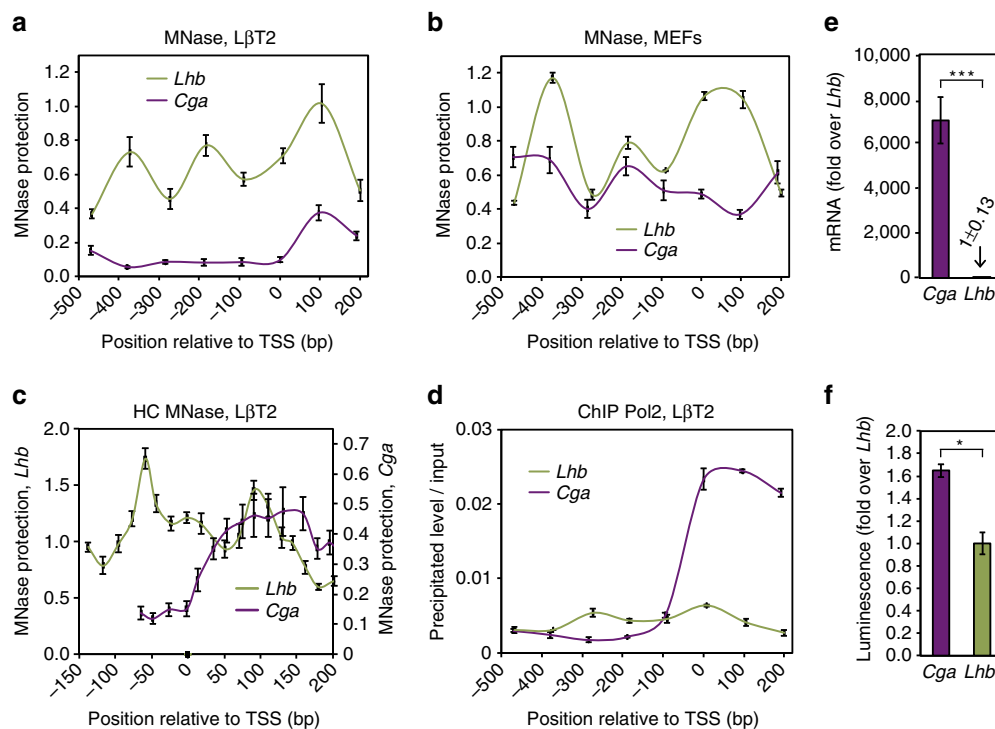 a
MNase, LβT2
MNase protection
1.2
1.0
0.8
0.6
0.4
0.2
0.0
Lhb
Cga
–500
–400
–300
–200
–100
0
100
200
Position relative to TSS (bp)
b
MNase, MEFs
MNase protection
1.2
1.0
0.8
0.6
0.4
0.2
0.0
Lhb
Cga
–500
–400
–300
–200
–100
0
100
200
Position relative to TSS (bp)
e
mRNA (fold over Lhb)
10,000
8,000
6,000
4,000
2,000
0
***
1±0.13
Cga Lhb
c
HC MNase, LβT2
MNase protection, Lhb
2.0
1.5
1.0
0.5
0.0
MNase protection, Cga
0.7
0.6
0.5
0.4
0.3
0.2
0.1
0
Lhb
Cga
–150
–100
–50
0
50
100
150
200
Position relative to TSS (bp)
d
ChIP Pol2, LβT2
Precipitated level / input
0.03
0.02
0.01
0
Lhb
Cga
–500
–400
–300
–200
–100
0
100
200
Position relative to TSS (bp)
f
Luminescence (fold over Lhb)
2.0
1.8
1.6
1.4
1.2
1.0
0.8
0.6
0.4
0.2
0.0
*
Cga Lhb